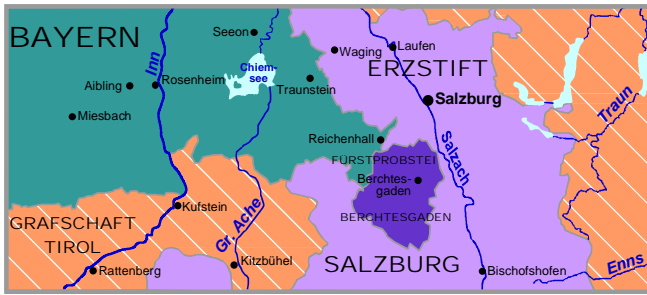 BAYERN
Seeon
Waging
Laufen
ERZSTIFT
Inn
Chiem-
see
Aibling
Rosenheim
Traunstein
Salzburg
Miesbach
Traun
Reichenhall
Salzach
FÜRSTPROBSTEI
Berchtes-
gaden
BERCHTESGADEN
Kufstein
GRAFSCHAFT
TIROL
Gr. Ache
Rattenberg
Kitzbühel
SALZBURG
Bischofshofen
Enns